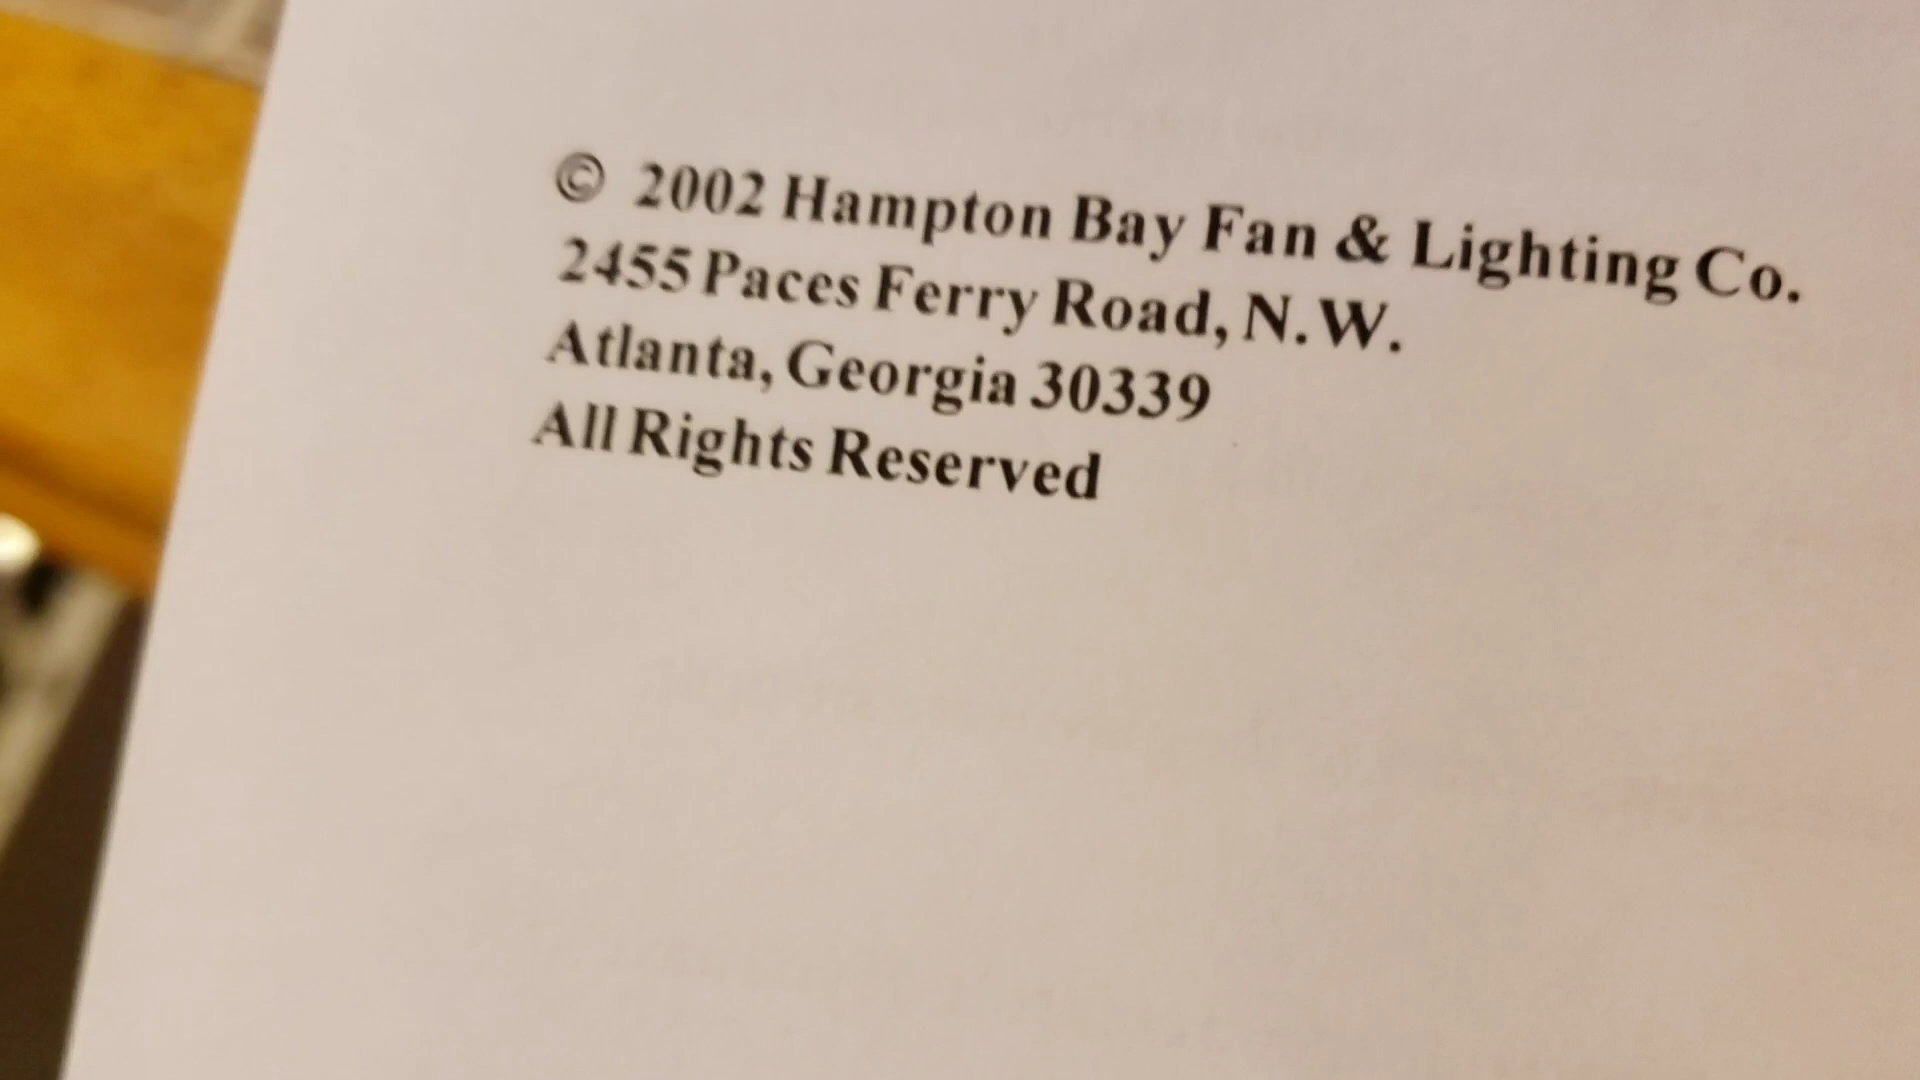 © 2002 Hampton Bay Fan & Lighting Co.
2455 Paces Ferry Road, N.W.
Atlanta, Georgia 30339
All Rights Reserved